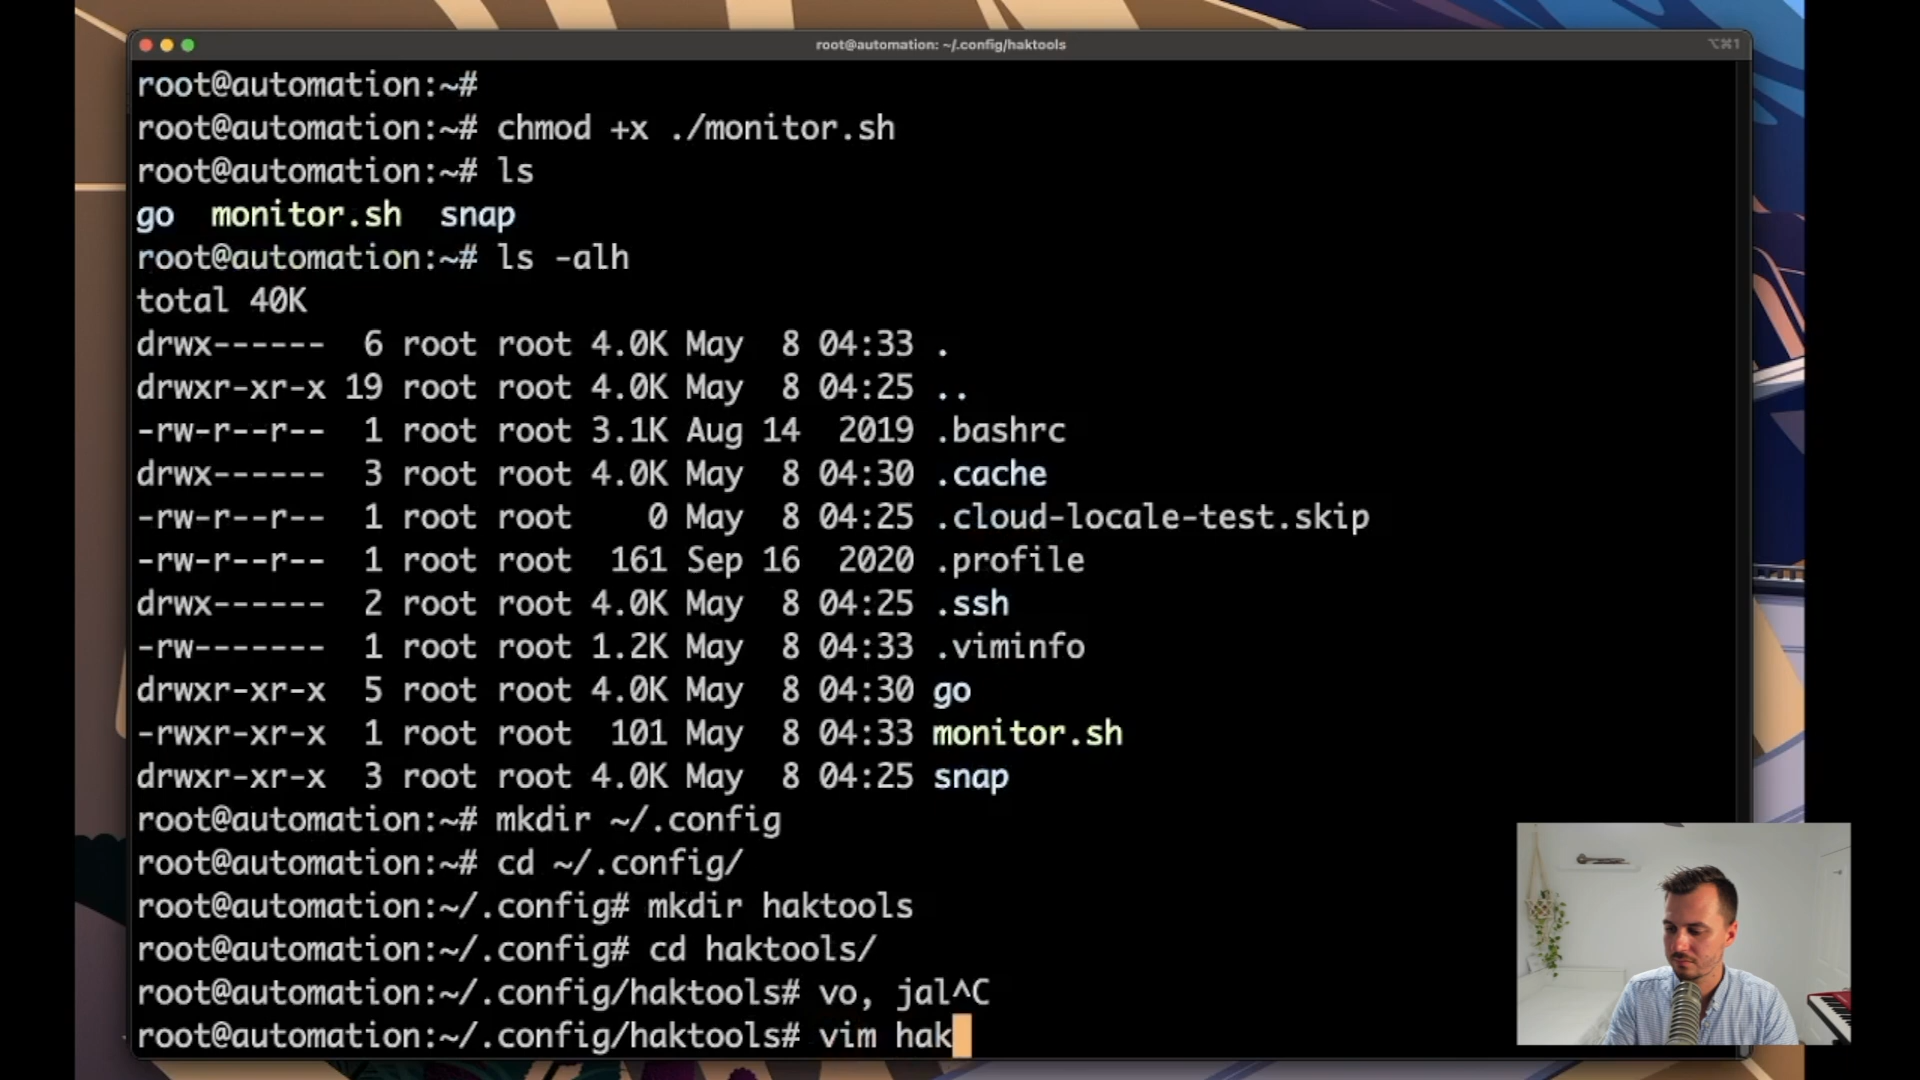 root@automation: ~/.config/haktools
⌥⌘1
root@automation:~#
root@automation:~# chmod +x ./monitor.sh
root@automation:~# ls
go  monitor.sh  snap
root@automation:~# ls -alh
total 40K
drwx------  6 root root 4.0K May  8 04:33 .
drwxr-xr-x 19 root root 4.0K May  8 04:25 ..
-rw-r--r--  1 root root 3.1K Aug 14  2019 .bashrc
drwx------  3 root root 4.0K May  8 04:30 .cache
-rw-r--r--  1 root root    0 May  8 04:25 .cloud-locale-test.skip
-rw-r--r--  1 root root  161 Sep 16  2020 .profile
drwx------  2 root root 4.0K May  8 04:25 .ssh
-rw-------  1 root root 1.2K May  8 04:33 .viminfo
drwxr-xr-x  5 root root 4.0K May  8 04:30 go
-rwxr-xr-x  1 root root  101 May  8 04:33 monitor.sh
drwxr-xr-x  3 root root 4.0K May  8 04:25 snap
root@automation:~# mkdir ~/.config
root@automation:~# cd ~/.config/
root@automation:~/.config# mkdir haktools
root@automation:~/.config# cd haktools/
root@automation:~/.config/haktools# vo, jal^C
root@automation:~/.config/haktools# vim hak